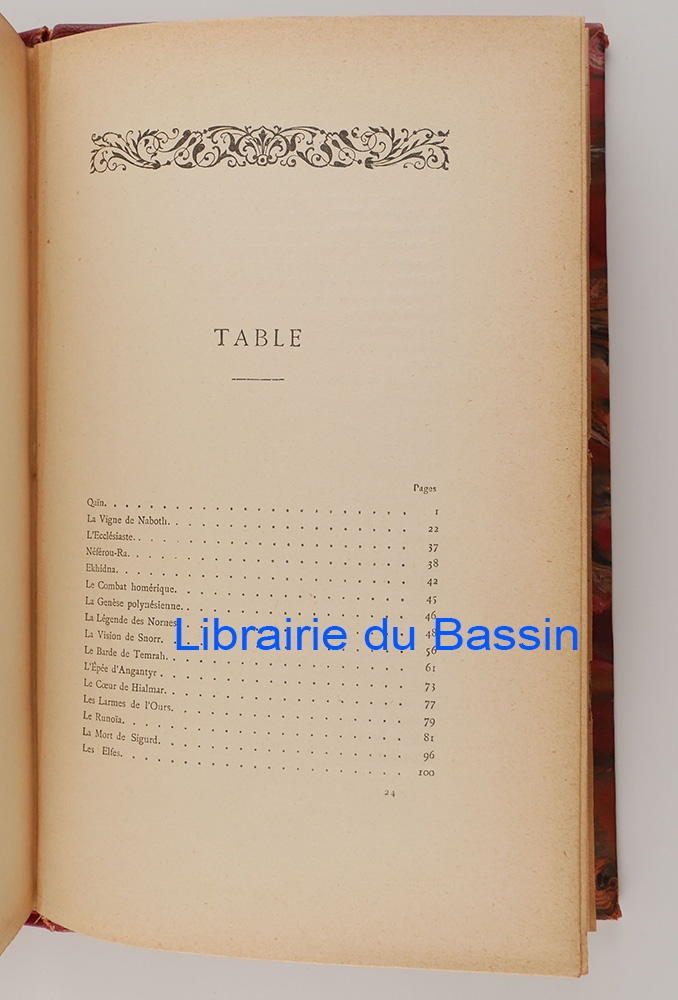 TABLE
Pages
Qaïn. 1
La Vigne de Naboth. 22
L'Ecclésiaste. 37
Néférou-Ra. 38
Ekhidna. 42
Le Combat homérique. 45
La Genèse polynésienne. 46
La Légende des Nornes. 48
La Vision de Snorr. 56
Le Barde de Temrah. 61
L'Épée d'Angantyr 73
Le Cœur de Hialmar. 77
Les Larmes de l'Ours. 79
Le Runoïa. 81
La Mort de Sigurd. 96
Les Elfes. 100
24
Librairie du Bassin